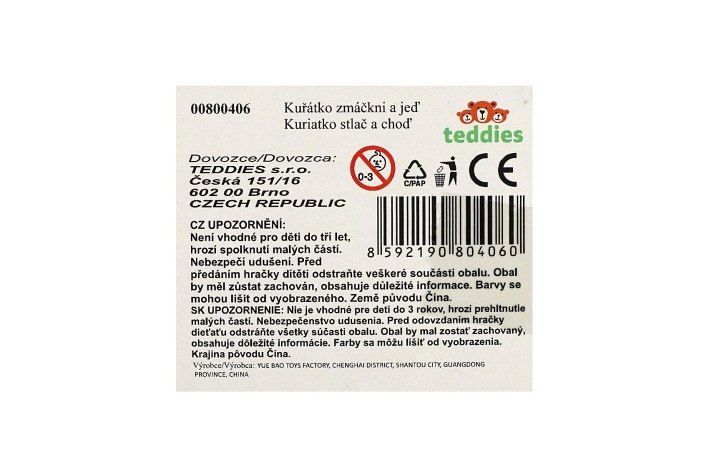 00800406
Kuřátko zmáčkni a jeď
Kuriatko stlač a choď
teddies
Dovozce/Dovozca:
TEDDIES s.r.o.
Česká 151/16
602 00 Brno
CZECH REPUBLIC
0-3
C/PAP
CE
8 592190 804060
CZ UPOZORNĚNÍ:
Není vhodné pro děti do tří let,
hrozí spolknutí malých částí.
Nebezpečí udušení. Před
předáním hračky dítěti odstraňte veškeré součásti obalu. Obal
by měl zůstat zachován, obsahuje důležité informace. Barvy se
mohou lišit od vyobrazeného. Země původu Čína.
SK UPOZORNENIE: Nie je vhodné pre deti do 3 rokov, hrozí prehltnutie
malých častí. Nebezpečenstvo udusenia. Pred odovzdaním hračky
dieťaťu odstráňte všetky súčasti obalu. Obal by mal zostať zachovaný,
obsahuje dôležité informácie. Farby sa môžu líšiť od vyobrazenia.
Krajina pôvodu Čína.
Výrobce/Výrobca: YUE BAO TOYS FACTORY, CHENGHAI DISTRICT, SHANTOU CITY, GUANGDONG
PROVINCE, CHINA